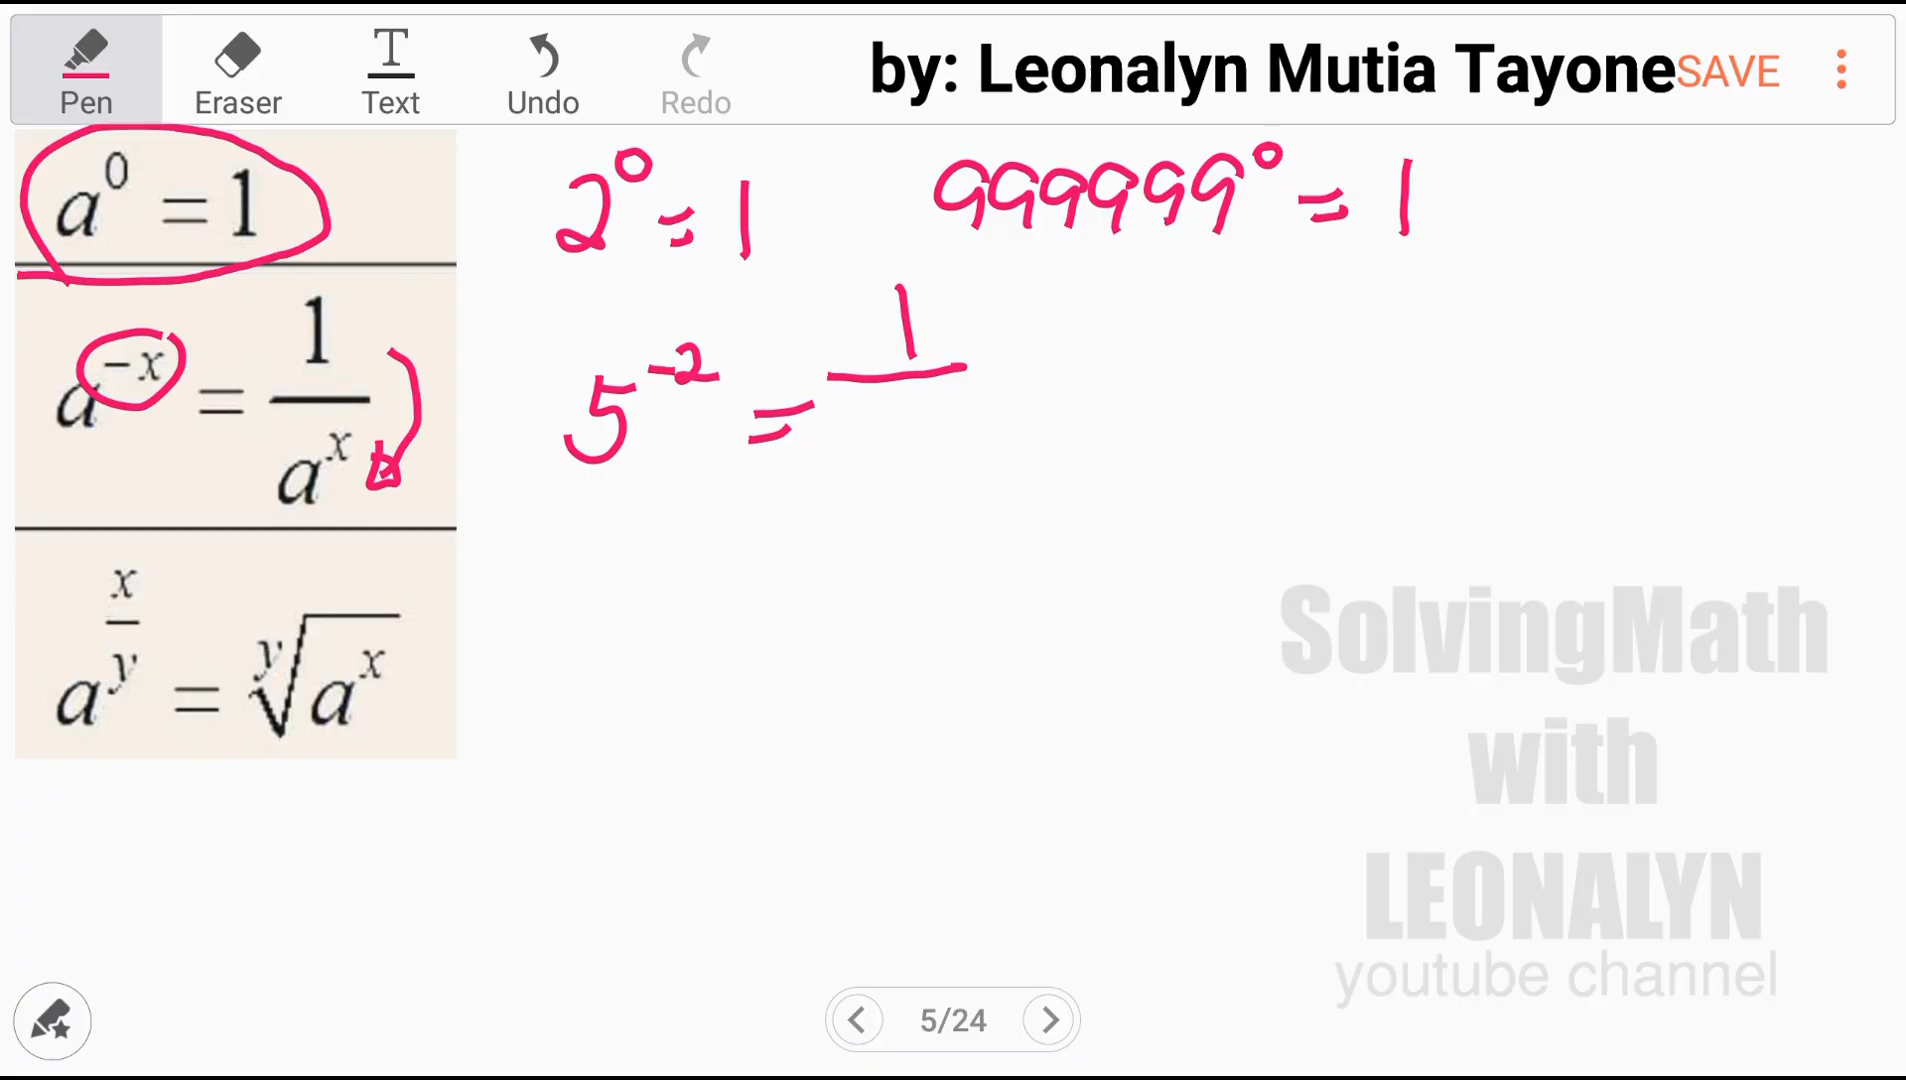 Pen Eraser Text Undo Redo by: Leonalyn Mutia Tayone SAVE
a^0 = 1
2^0 = 1 999999^0 = 1
a^-x = 1/a^x
5^-2 = 1/
a^x/y = y√a^x
SolvingMath
with
LEONALYN
youtube channel
5/24